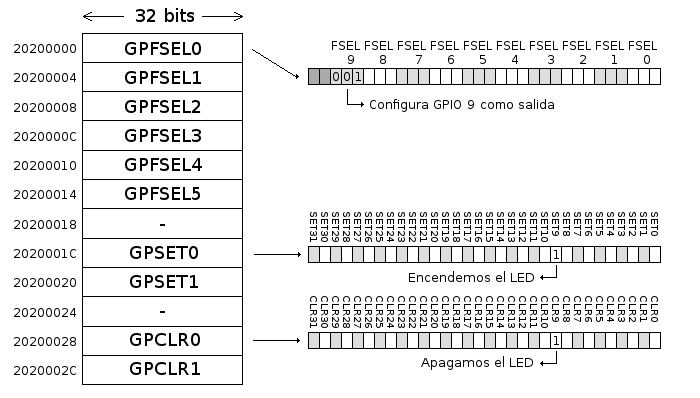 32 bits
20200000 GPFSEL0
20200004 GPFSEL1
20200008 GPFSEL2
2020000C GPFSEL3
20200010 GPFSEL4
20200014 GPFSEL5
20200018 -
2020001C GPSET0
20200020 GPSET1
20200024 -
20200028 GPCLR0
2020002C GPCLR1
FSEL FSEL FSEL FSEL FSEL FSEL FSEL FSEL FSEL FSEL
9 8 7 6 5 4 3 2 1 0
0 0 1
Configura GPIO 9 como salida
SET31 SET30 SET29 SET28 SET27 SET26 SET25 SET24 SET23 SET22 SET21 SET20 SET19 SET18 SET17 SET16 SET15 SET14 SET13 SET12 SET11 SET10 SET9 SET8 SET7 SET6 SET5 SET4 SET3 SET2 SET1 SET0
1
Encendemos el LED
CLR31 CLR30 CLR29 CLR28 CLR27 CLR26 CLR25 CLR24 CLR23 CLR22 CLR21 CLR20 CLR19 CLR18 CLR17 CLR16 CLR15 CLR14 CLR13 CLR12 CLR11 CLR10 CLR9 CLR8 CLR7 CLR6 CLR5 CLR4 CLR3 CLR2 CLR1 CLR0
1
Apagamos el LED